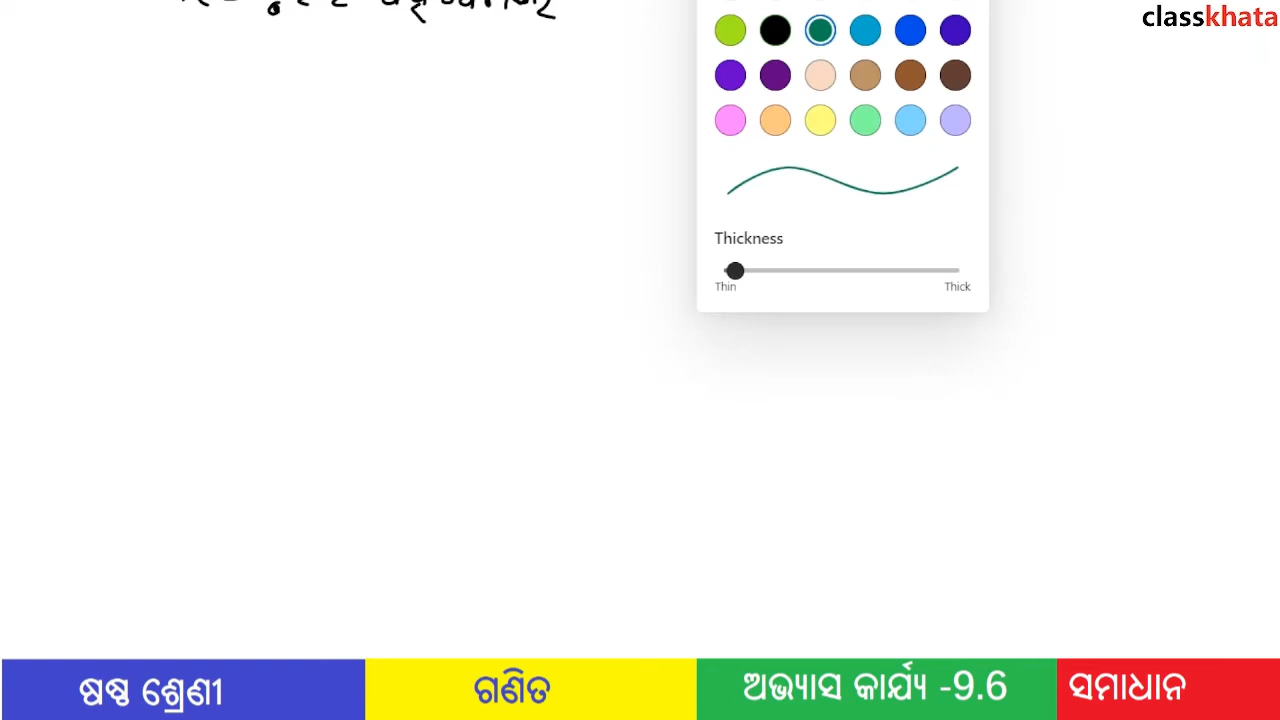 classkhata
Thickness
Thin Thick
ଷଷ୍ଠ ଶ୍ରେଣୀ
ଗଣିତ
ଅଭ୍ୟାସ କାର୍ଯ୍ୟ -9.6
ସମାଧାନ